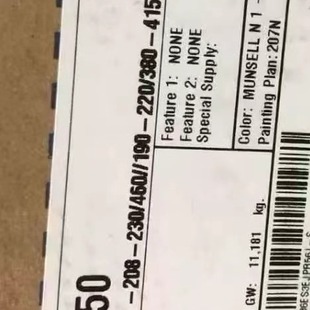 50
- 208-230/460//190-220/380-415
Feature 1: NONE
Feature 2: NONE
Special Supply:
Color: MUNSELL N 1 -
Painting Plan: 207N
GW: 11,181 kg.